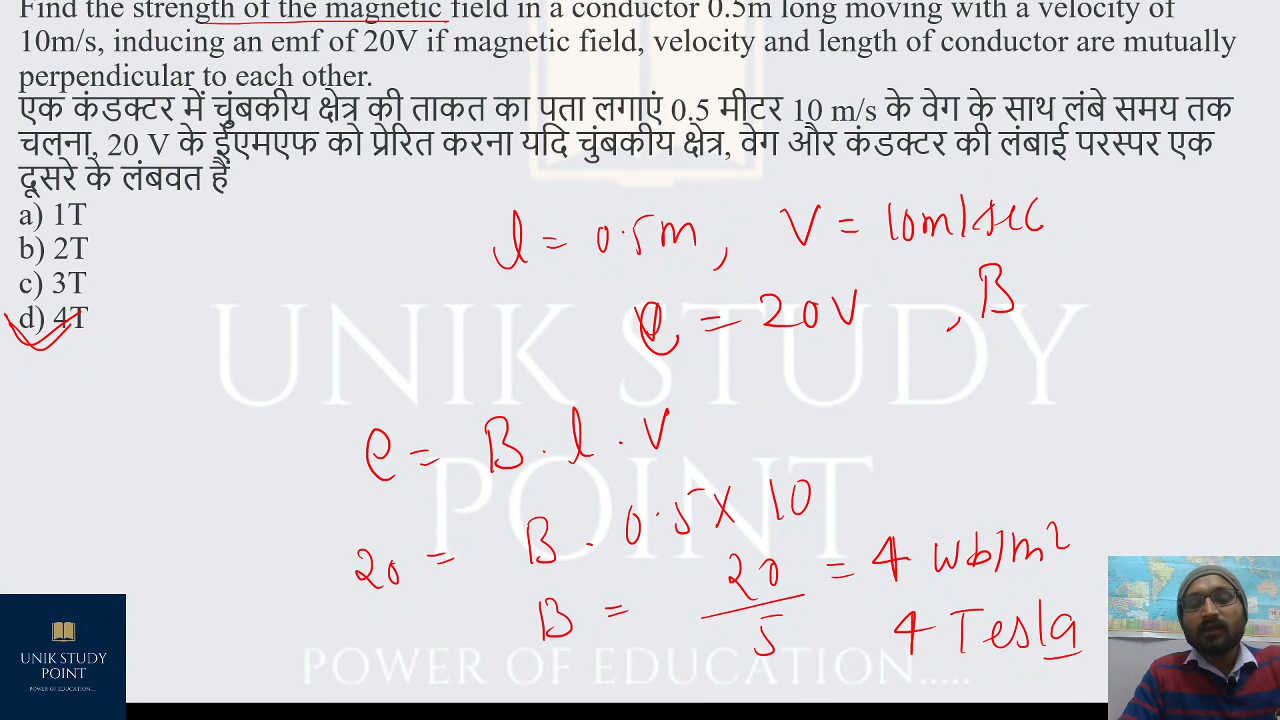 Find the strength of the magnetic field in a conductor 0.5m long moving with a velocity of
10m/s, inducing an emf of 20V if magnetic field, velocity and length of conductor are mutually
perpendicular to each other.
एक कंडक्टर में चुंबकीय क्षेत्र की ताकत का पता लगाएं 0.5 मीटर 10 m/s के वेग के साथ लंबे समय तक
चलना, 20 V के ईएमएफ को प्रेरित करना यदि चुंबकीय क्षेत्र, वेग और कंडक्टर की लंबाई परस्पर एक
दूसरे के लंबवत हैं
a) 1T
b) 2T
c) 3T
d) 4T
l = 0.5m, V = 10m/sec
e = 20V, B
e = B.l.V
20 = B.0.5×10
B = 20/5 = 4 wb/m²
4 Tesla
UNIK STUDY
POINT
POWER OF EDUCATION.....
UNIK STUDY
POINT
POWER OF EDUCATION....